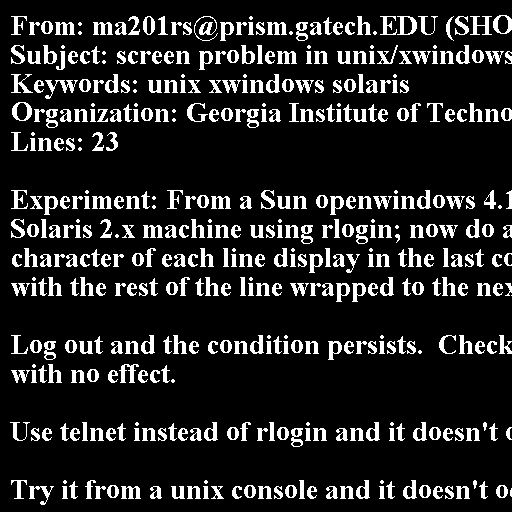 From: ma201rs@prism.gatech.EDU (SHO
Subject: screen problem in unix/xwindows
Keywords: unix xwindows solaris
Organization: Georgia Institute of Techno
Lines: 23

Experiment: From a Sun openwindows 4.1
Solaris 2.x machine using rlogin; now do a
character of each line display in the last co
with the rest of the line wrapped to the nex

Log out and the condition persists.  Check
with no effect.

Use telnet instead of rlogin and it doesn't o

Try it from a unix console and it doesn't oc